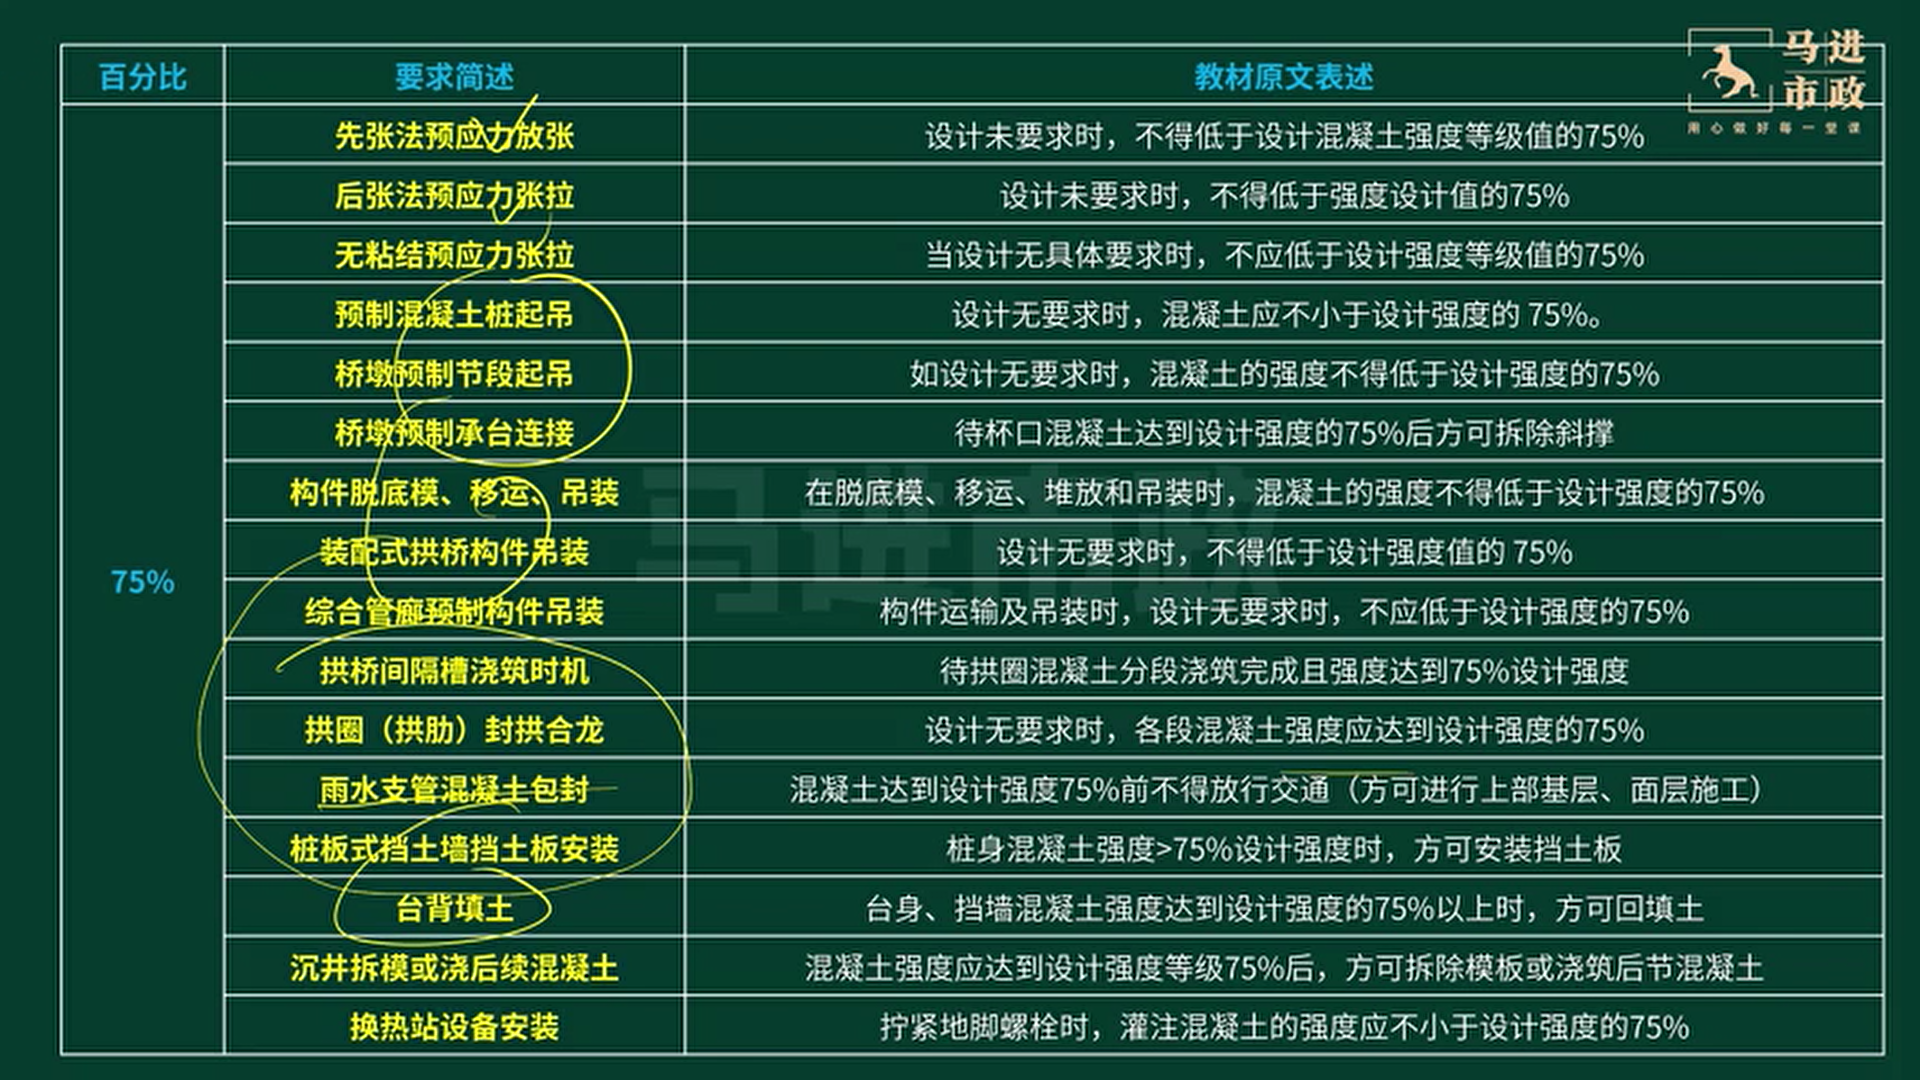 马进
市政
用心做好每一堂课
百分比 要求简述 教材原文表述
75%
先张法预应力放张 设计未要求时，不得低于设计混凝土强度等级值的75%
后张法预应力张拉 设计未要求时，不得低于强度设计值的75%
无粘结预应力张拉 当设计无具体要求时，不应低于设计强度等级值的75%
预制混凝土桩起吊 设计无要求时，混凝土应不小于设计强度的 75%。
桥墩预制节段起吊 如设计无要求时，混凝土的强度不得低于设计强度的75%
桥墩预制承台连接 待杯口混凝土达到设计强度的75%后方可拆除斜撑
构件脱底模、移运、吊装 在脱底模、移运、堆放和吊装时，混凝土的强度不得低于设计强度的75%
装配式拱桥构件吊装 设计无要求时，不得低于设计强度值的 75%
综合管廊预制构件吊装 构件运输及吊装时，设计无要求时，不应低于设计强度的75%
拱桥间隔槽浇筑时机 待拱圈混凝土分段浇筑完成且强度达到75%设计强度
拱圈（拱肋）封拱合龙 设计无要求时，各段混凝土强度应达到设计强度的75%
雨水支管混凝土包封 混凝土达到设计强度75%前不得放行交通（方可进行上部基层、面层施工）
桩板式挡土墙挡土板安装 桩身混凝土强度>75%设计强度时，方可安装挡土板
台背填土 台身、挡墙混凝土强度达到设计强度的75%以上时，方可回填土
沉井拆模或浇后续混凝土 混凝土强度应达到设计强度等级75%后，方可拆除模板或浇筑后节混凝土
换热站设备安装 拧紧地脚螺栓时，灌注混凝土的强度应不小于设计强度的75%
马进市政